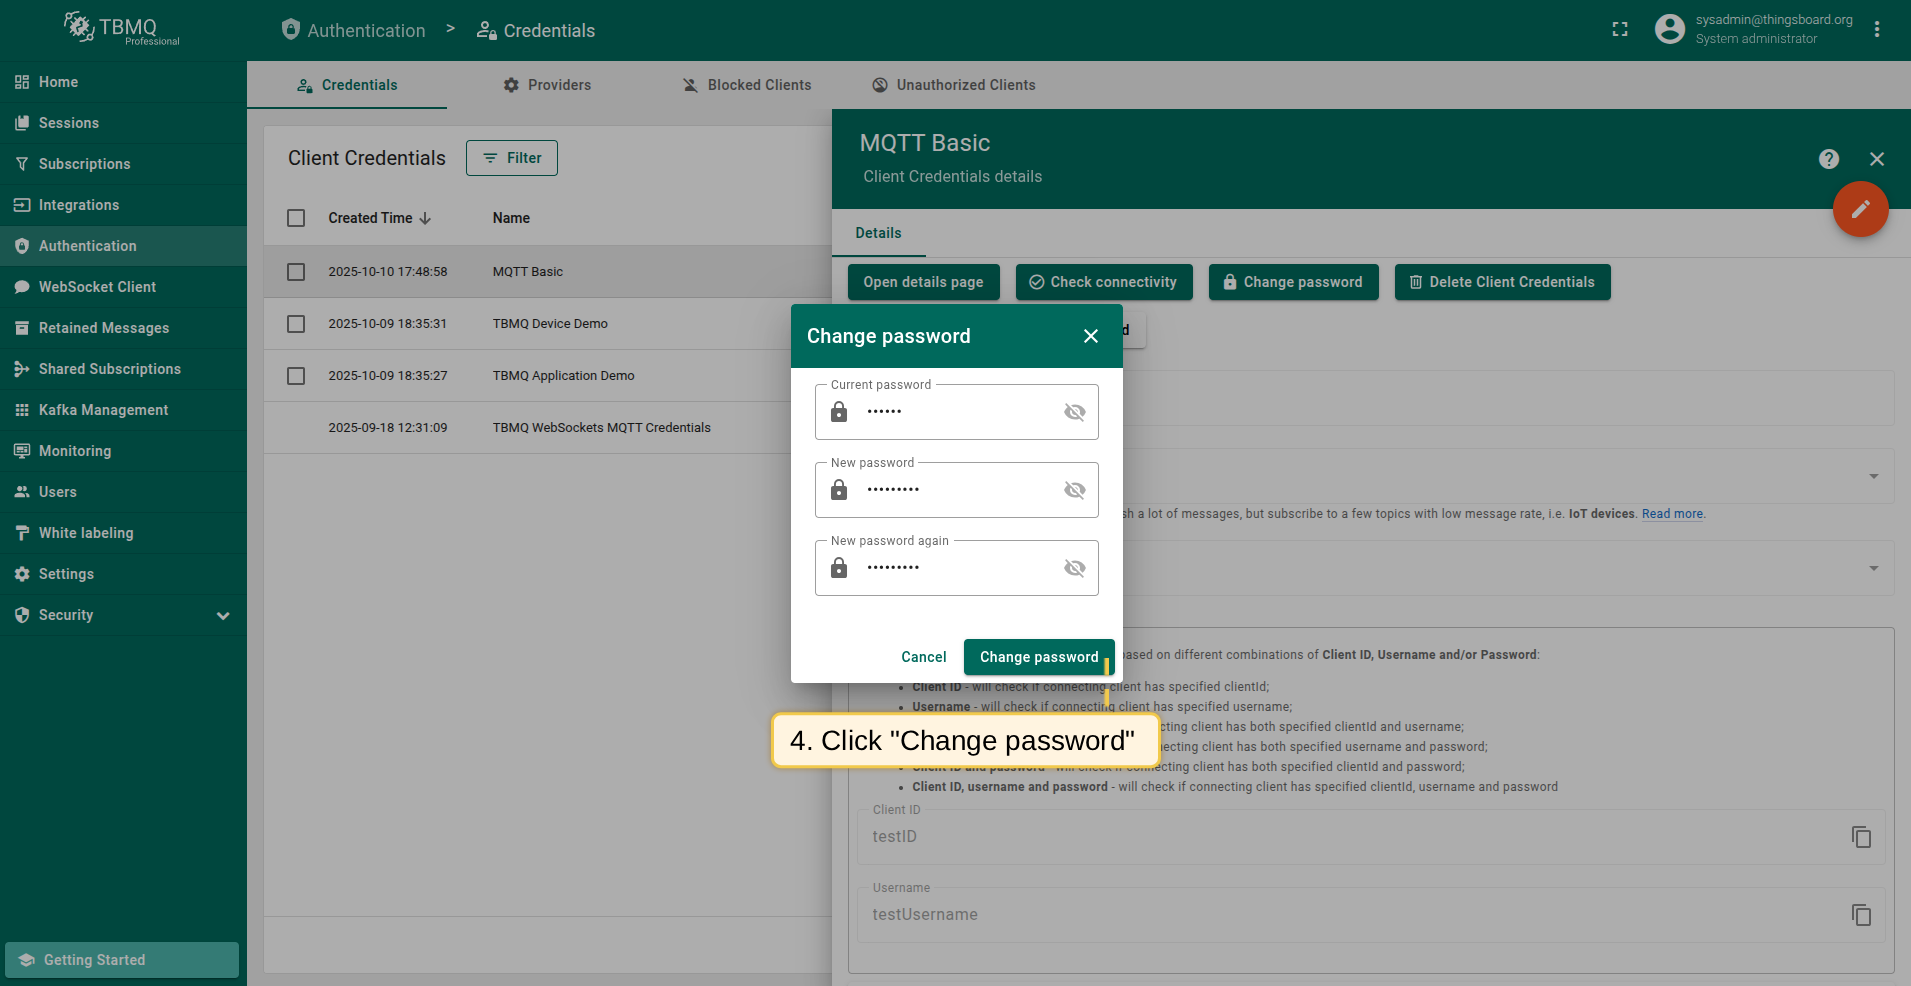 TBMQ
Professional
Authentication > Credentials
sysadmin@thingsboard.org
System administrator
Home
Sessions
Subscriptions
Integrations
Authentication
WebSocket Client
Retained Messages
Shared Subscriptions
Kafka Management
Monitoring
Users
White labeling
Settings
Security
Getting Started
Credentials
Providers
Blocked Clients
Unauthorized Clients
Client Credentials
Filter
Created Time Name
2025-10-10 17:48:58 MQTT Basic
2025-10-09 18:35:31 TBMQ Device Demo
2025-10-09 18:35:27 TBMQ Application Demo
2025-09-18 12:31:09 TBMQ WebSockets MQTT Credentials
MQTT Basic
Client Credentials details
Details
Open details page
Check connectivity
Change password
Delete Client Credentials
Change password
Current password
••••••
New password
•••••••••
New password again
•••••••••
Cancel
Change password
4. Click "Change password"
d
sh a lot of messages, but subscribe to a few topics with low message rate, i.e. IoT devices. Read more.
based on different combinations of Client ID, Username and/or Password:
Client ID - will check if connecting client has specified clientId;
Username - will check if connecting client has specified username;
cting client has both specified clientId and username;
ecting client has both specified username and password;
Client ID and password - will check if connecting client has both specified clientId and password;
Client ID, username and password - will check if connecting client has specified clientId, username and password
Client ID
testID
Username
testUsername